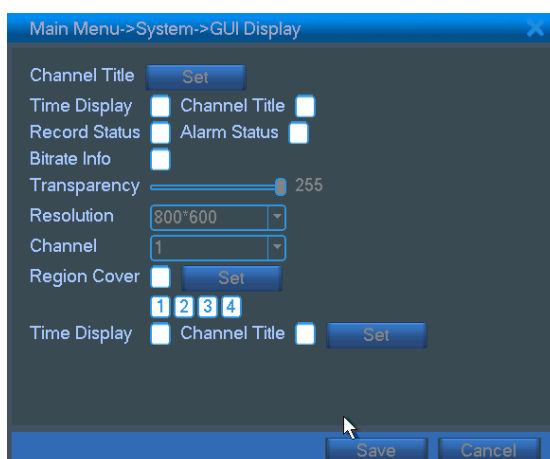 Main Menu->System->GUI Display
Channel Title Set
Time Display Channel Title
Record Status Alarm Status
Bitrate Info
Transparency 255
Resolution 800*600
Channel 1
Region Cover Set
1 2 3 4
Time Display Channel Title Set
Save Cancel